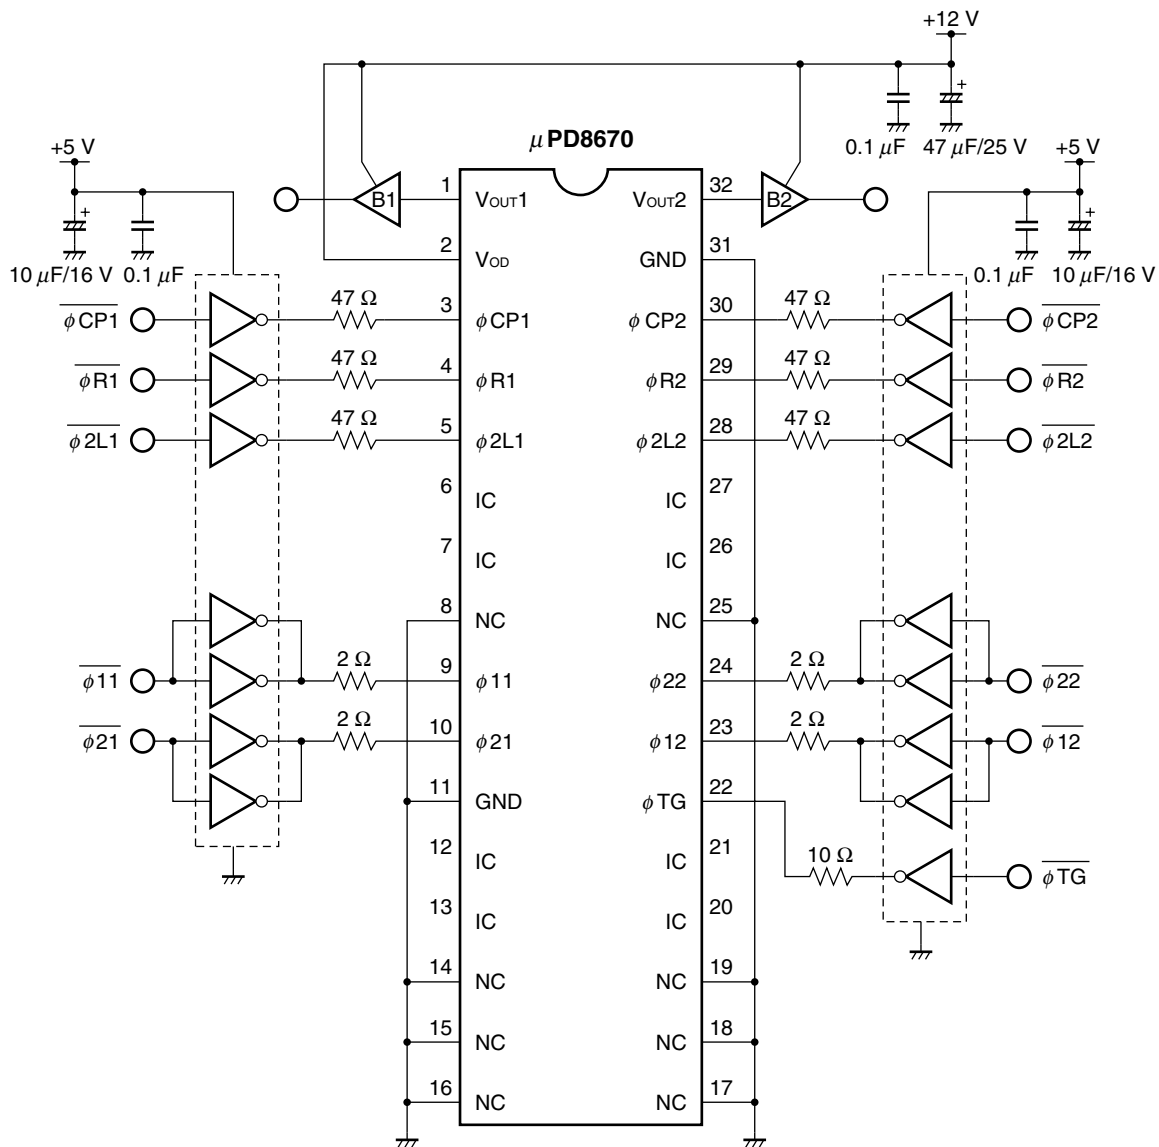 +12 V
0.1 μF 47 μF/25 V
μPD8670
+5 V
+5 V
10 μF/16 V 0.1 μF
0.1 μF 10 μF/16 V
B1 1 VOUT1 VOUT2 32 B2
2 VOD GND 31
φCP1 47 Ω 3 φCP1 φCP2 30 47 Ω φCP2
φR1 47 Ω 4 φR1 φR2 29 47 Ω φR2
φ2L1 47 Ω 5 φ2L1 φ2L2 28 47 Ω φ2L2
6 IC IC 27
7 IC IC 26
8 NC NC 25
φ11 2 Ω 9 φ11 φ22 24 2 Ω φ22
φ21 2 Ω 10 φ21 φ12 23 2 Ω φ12
11 GND φTG 22
12 IC IC 21
10 Ω φTG
13 IC IC 20
14 NC NC 19
15 NC NC 18
16 NC NC 17